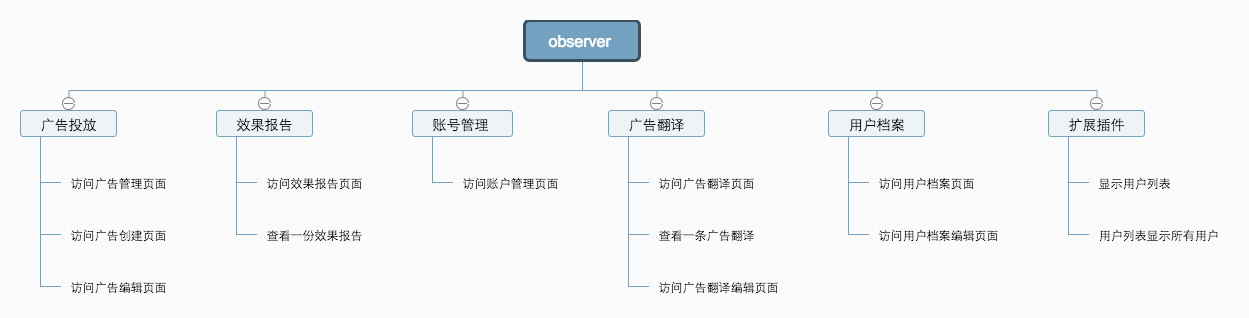 observer
广告投放
效果报告
账号管理
广告翻译
用户档案
扩展插件
访问广告管理页面
访问效果报告页面
访问账户管理页面
访问广告翻译页面
访问用户档案页面
显示用户列表
访问广告创建页面
查看一份效果报告
查看一条广告翻译
访问用户档案编辑页面
用户列表显示所有用户
访问广告编辑页面
访问广告翻译编辑页面